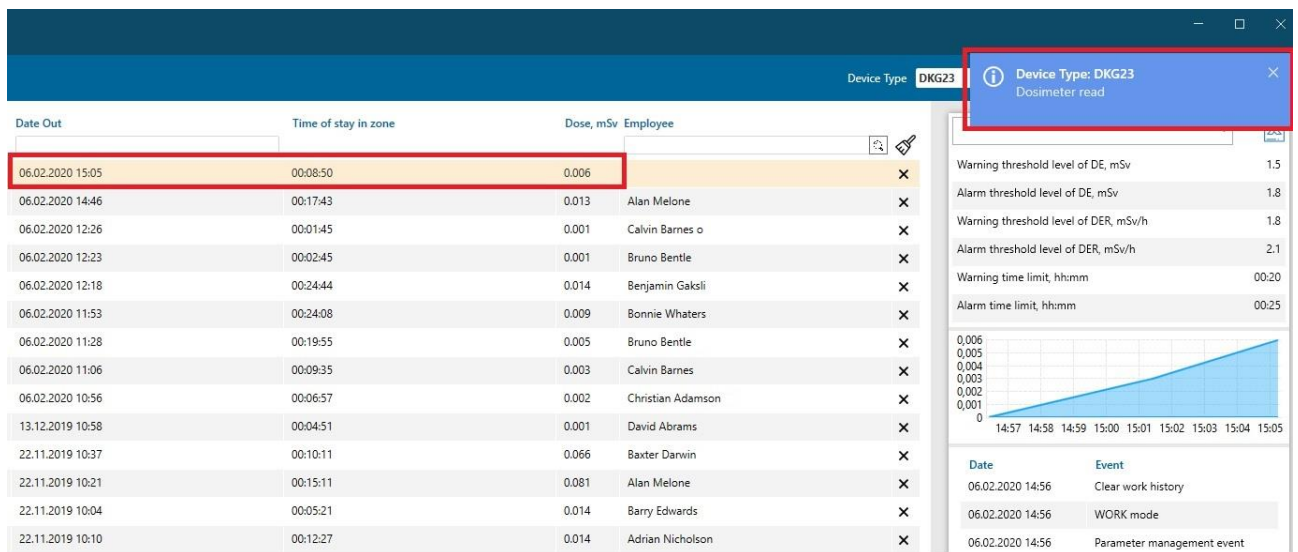 Device Type DKG23
Device Type: DKG23
Dosimeter read
Date Out Time of stay in zone Dose, mSv Employee
06.02.2020 15:05 00:08:50 0.006
06.02.2020 14:46 00:17:43 0.013 Alan Melone
06.02.2020 12:26 00:01:45 0.001 Calvin Barnes o
06.02.2020 12:23 00:02:45 0.001 Bruno Bentle
06.02.2020 12:18 00:24:44 0.014 Benjamin Gaksli
06.02.2020 11:53 00:24:08 0.009 Bonnie Whaters
06.02.2020 11:28 00:19:55 0.005 Bruno Bentle
06.02.2020 11:06 00:09:35 0.003 Calvin Barnes
06.02.2020 10:56 00:06:57 0.002 Christian Adamson
13.12.2019 10:58 00:04:51 0.001 David Abrams
22.11.2019 10:37 00:10:11 0.066 Baxter Darwin
22.11.2019 10:21 00:15:11 0.081 Alan Melone
22.11.2019 10:04 00:05:21 0.014 Barry Edwards
22.11.2019 10:10 00:12:27 0.014 Adrian Nicholson
Warning threshold level of DE, mSv 1.5
Alarm threshold level of DE, mSv 1.8
Warning threshold level of DER, mSv/h 1.8
Alarm threshold level of DER, mSv/h 2.1
Warning time limit, hh:mm 00:20
Alarm time limit, hh:mm 00:25
0,006
0,005
0,004
0,003
0,002
0,001
0
14:57 14:58 14:59 15:00 15:01 15:02 15:03 15:04 15:05
Date Event
06.02.2020 14:56 Clear work history
06.02.2020 14:56 WORK mode
06.02.2020 14:56 Parameter management event